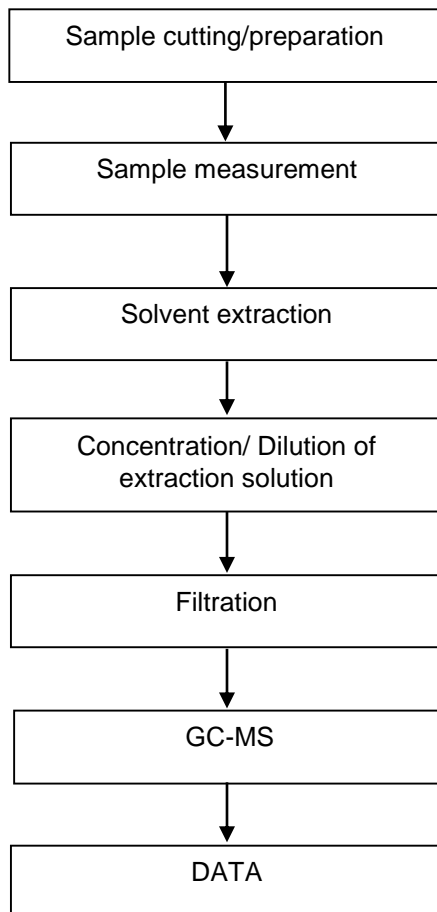 Sample cutting/preparation
Sample measurement
Solvent extraction
Concentration/ Dilution of
extraction solution
Filtration
GC-MS
DATA